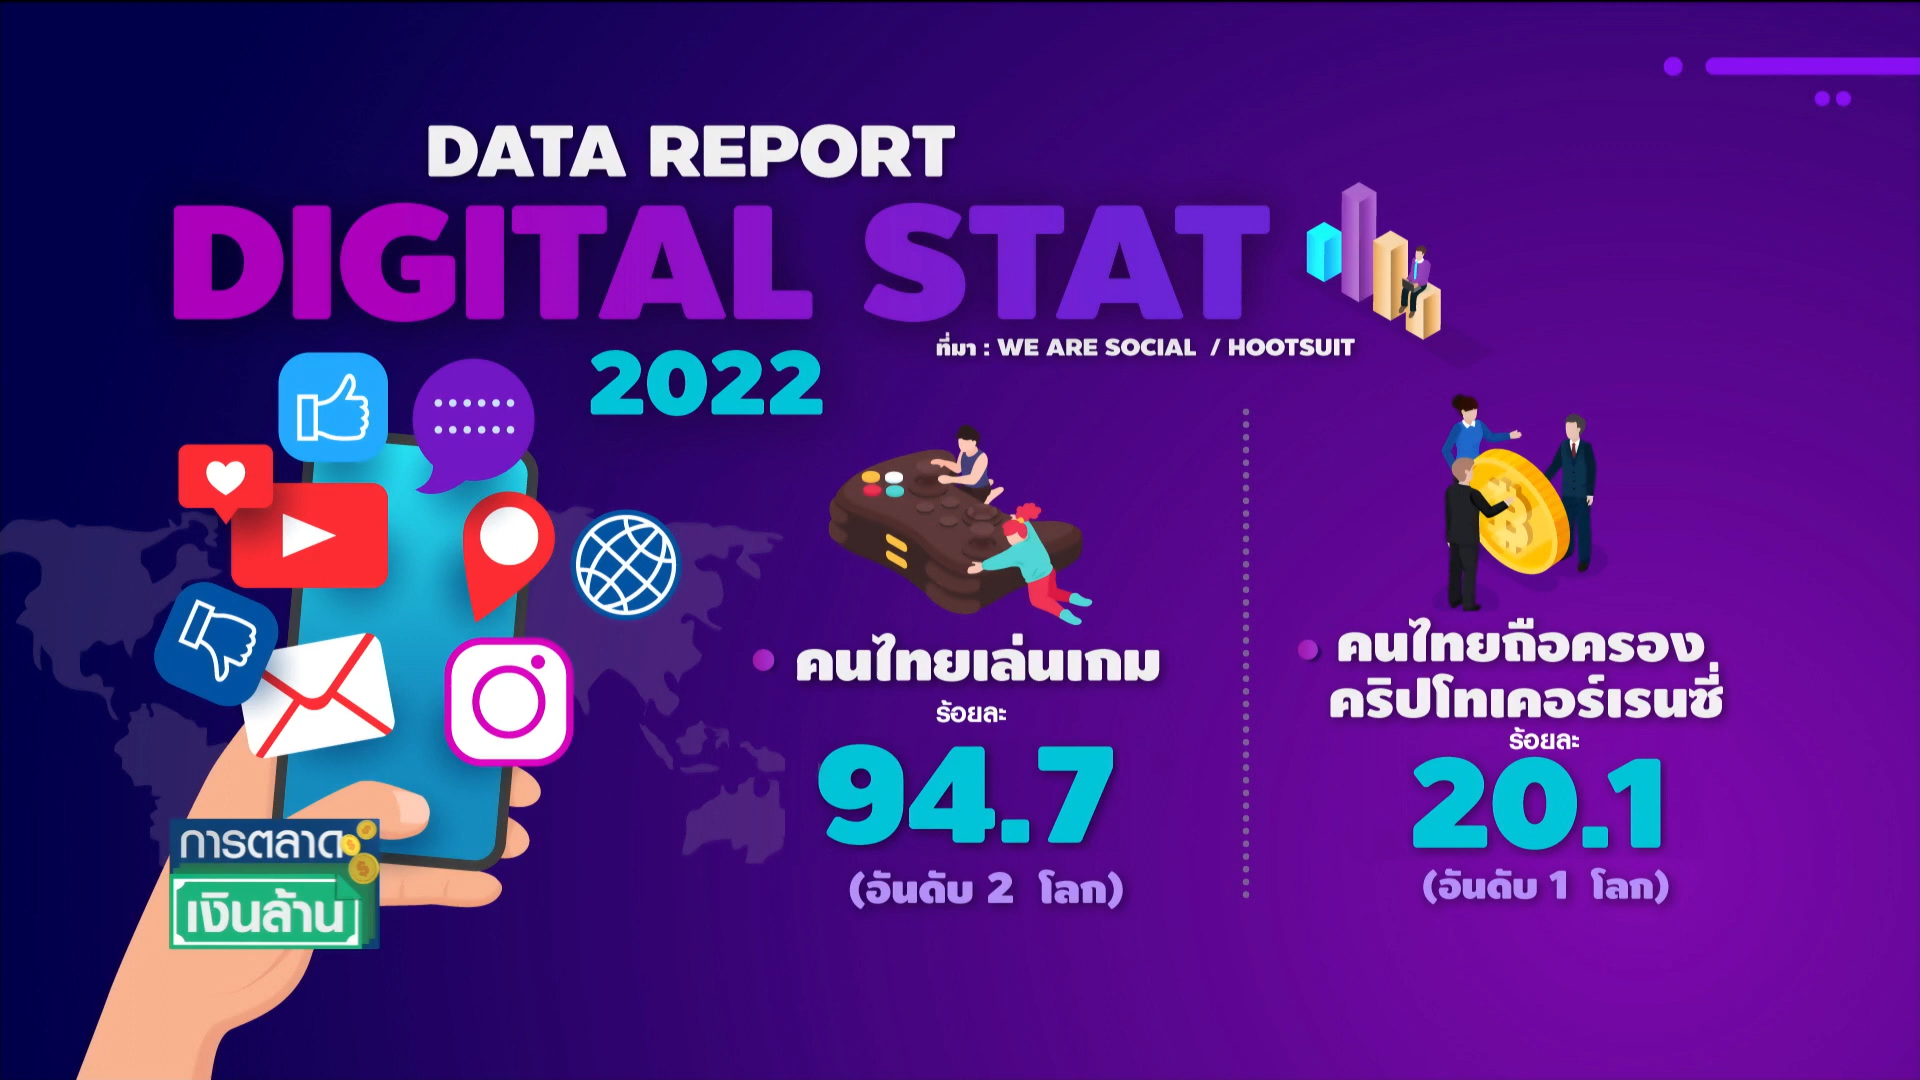 DATA REPORT
DIGITAL STAT
2022
ที่มา : WE ARE SOCIAL / HOOTSUIT
คนไทยเล่นเกม
ร้อยละ
94.7
(อันดับ 2 โลก)
คนไทยถือครอง
คริปโทเคอร์เรนซี่
ร้อยละ
20.1
(อันดับ 1 โลก)
การตลาด
เงินล้าน